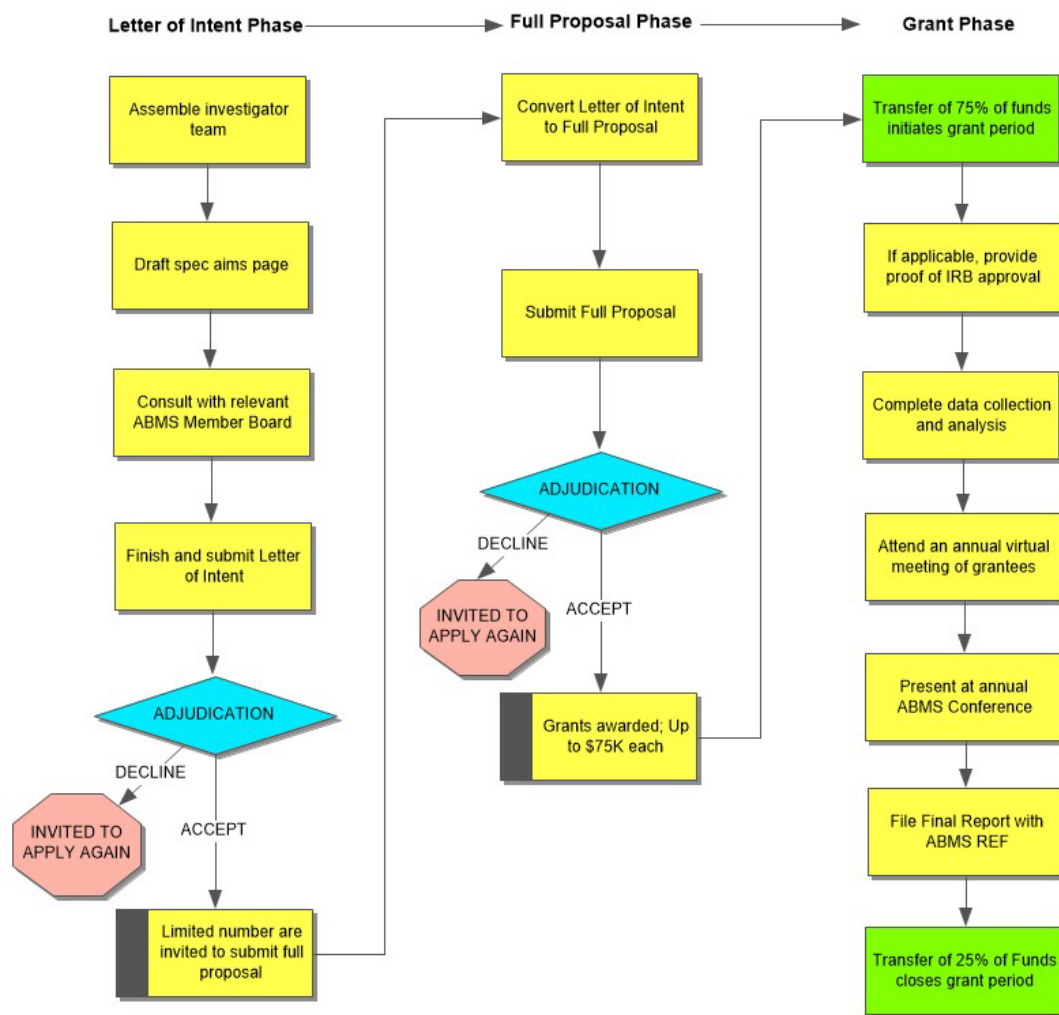 Letter of Intent Phase
Full Proposal Phase
Grant Phase
Assemble investigator
team
Draft spec aims page
Consult with relevant
ABMS Member Board
Finish and submit Letter
of Intent
ADJUDICATION
DECLINE
INVITED TO
APPLY AGAIN
ACCEPT
Limited number are
invited to submit full
proposal
Convert Letter of Intent
to Full Proposal
Submit Full Proposal
ADJUDICATION
DECLINE
INVITED TO
APPLY AGAIN
ACCEPT
Grants awarded; Up
to $75K each
Transfer of 75% of funds
initiates grant period
If applicable, provide
proof of IRB approval
Complete data collection
and analysis
Attend an annual virtual
meeting of grantees
Present at annual
ABMS Conference
File Final Report with
ABMS REF
Transfer of 25% of Funds
closes grant period